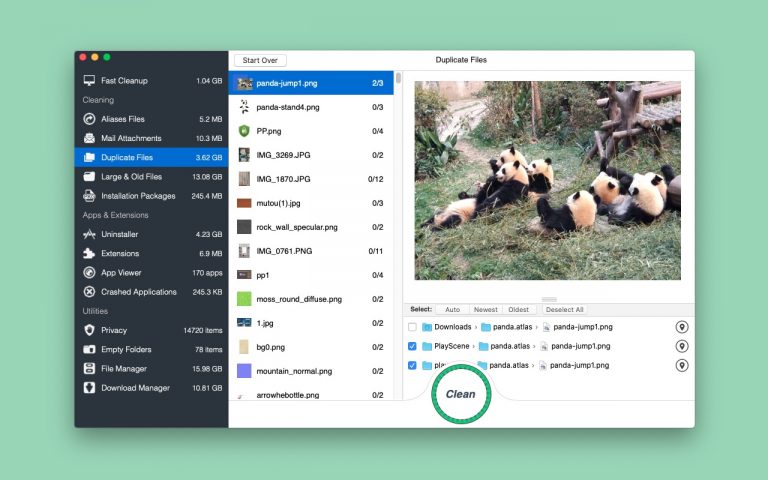 Start Over
Duplicate Files
Fast Cleanup 1.04 GB
Cleaning
Aliases Files 5.2 MB
Mail Attachments 10.3 MB
Duplicate Files 3.62 GB
Large & Old Files 13.08 GB
Installation Packages 245.4 MB
Apps & Extensions
Uninstaller 4.23 GB
Extensions 6.9 MB
App Viewer 170 apps
Crashed Applications 245.3 KB
Utilities
Privacy 14720 items
Empty Folders 78 items
File Manager 15.98 GB
Download Manager 10.81 GB
panda-jump1.png 2/3
panda-stand4.png 0/3
PP.png 0/4
IMG_3269.JPG 0/2
IMG_1870.JPG 0/12
mutou(1).jpg 0/3
rock_wall_specular.png 0/2
IMG_0761.PNG 0/11
pp1 0/4
moss_round_diffuse.png 0/2
1.jpg 0/2
bg0.png 0/2
mountain_normal.png 0/2
arrowhebottle.png 0/2
Select: Auto Newest Oldest Deselect All
Downloads › panda.atlas › panda-jump1.png
PlayScene › panda.atlas › panda-jump1.png
panda.atlas › panda-jump1.png
Clean